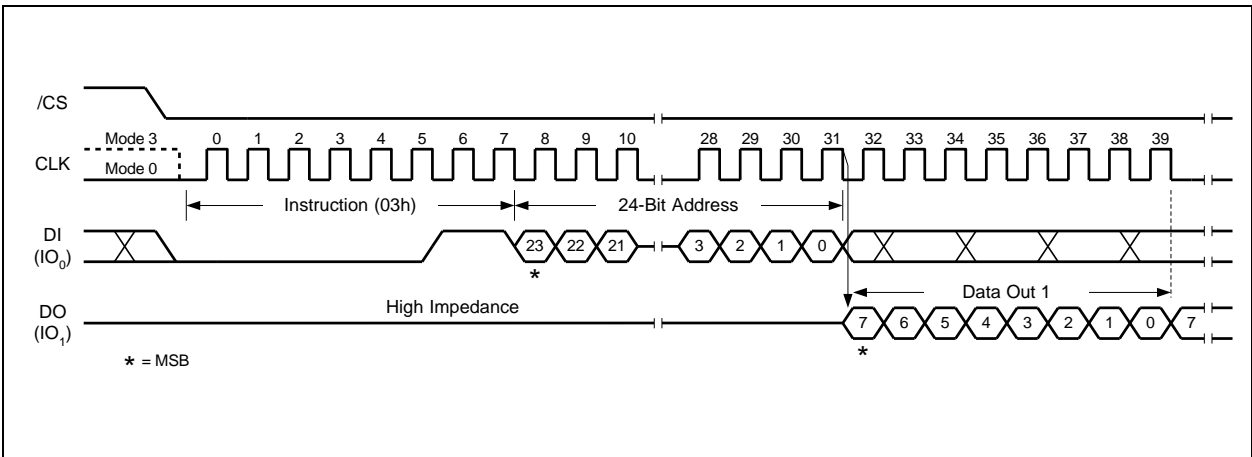 /CS
Mode 3 0 1 2 3 4 5 6 7 8 9 10 28 29 30 31 32 33 34 35 36 37 38 39
CLK
Mode 0
Instruction (03h) 24-Bit Address
DI
(IO0)
23 22 21 3 2 1 0
*
Data Out 1
High Impedance
DO
(IO1)
7 6 5 4 3 2 1 0 7
*
* = MSB